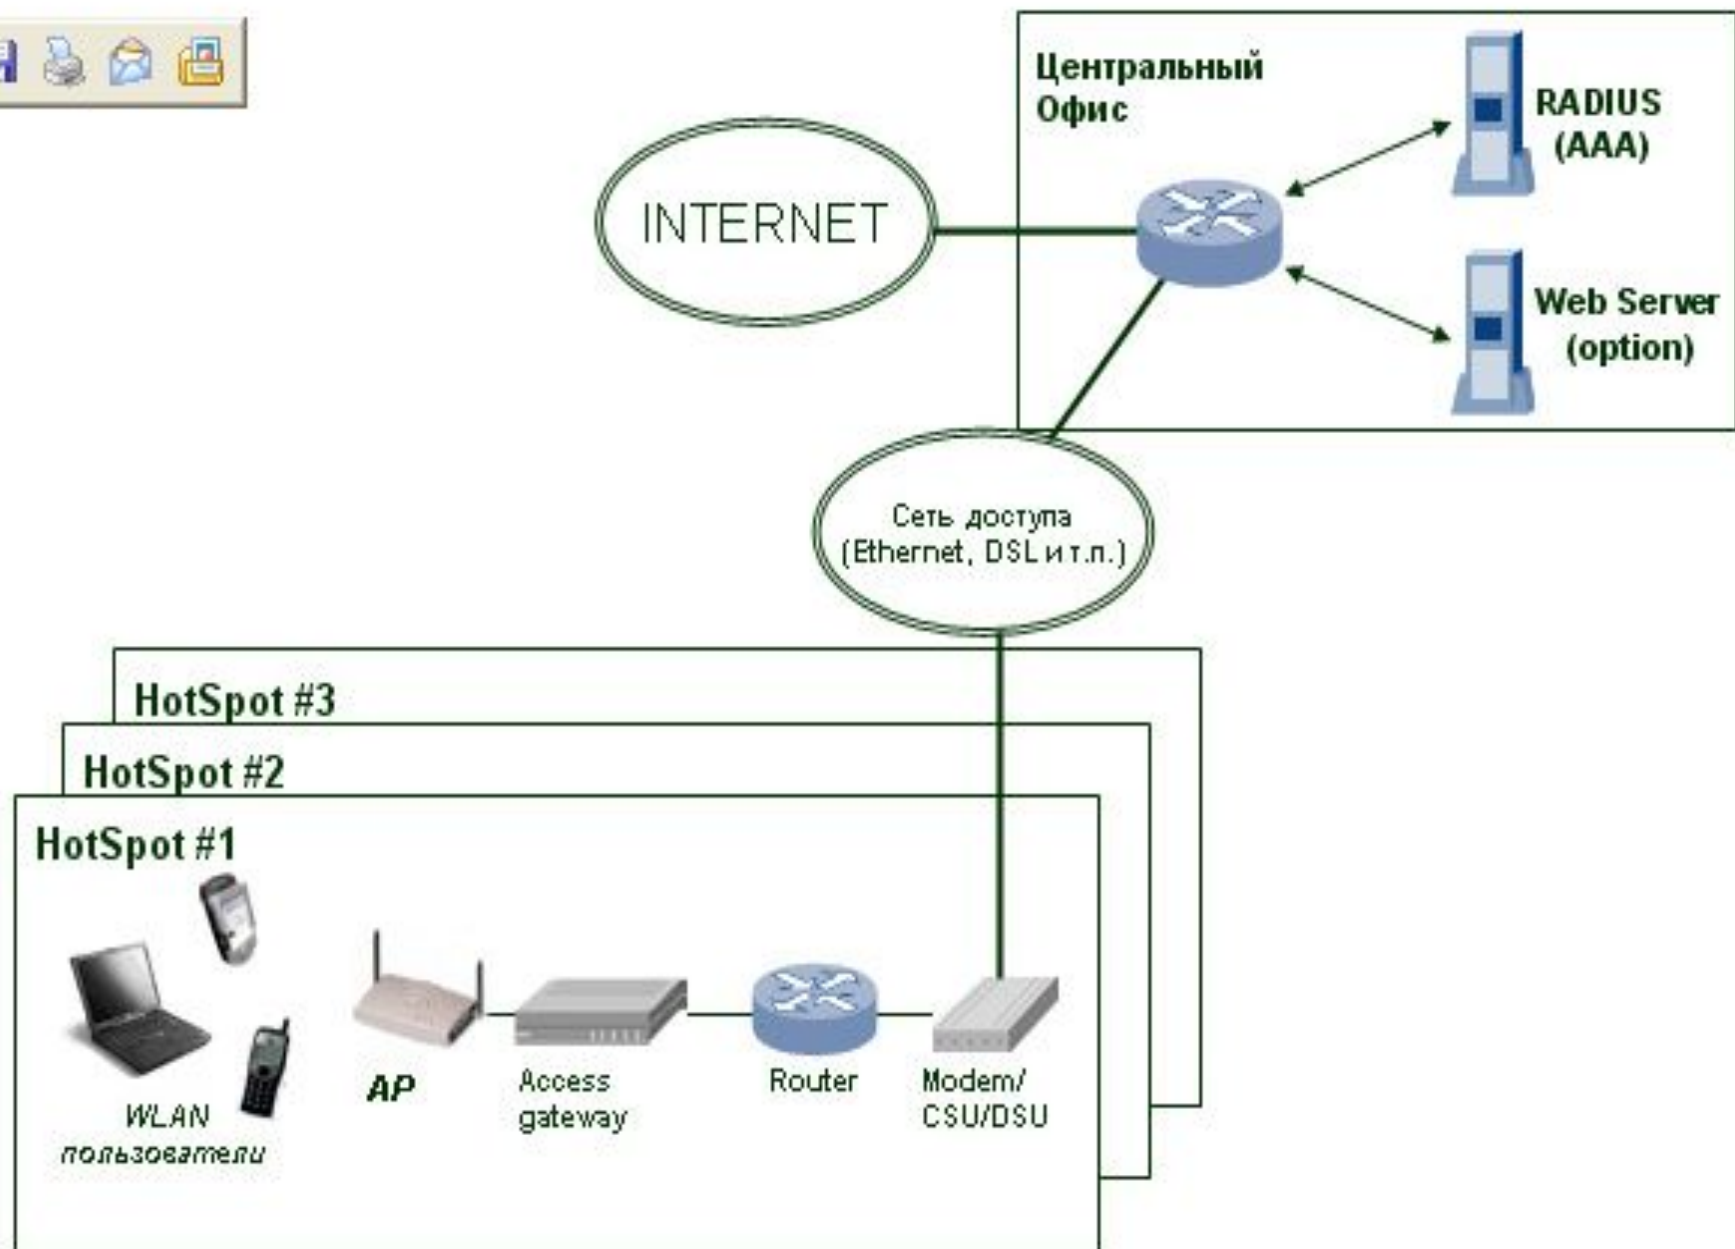 Центральный
Офис
RADIUS
(AAA)
INTERNET
Web Server
(option)
Сеть доступа
(Ethernet, DSL и т.п.)
HotSpot #3
HotSpot #2
HotSpot #1
WLAN
пользователи
AP
Access
gateway
Router
Modem/
CSU/DSU